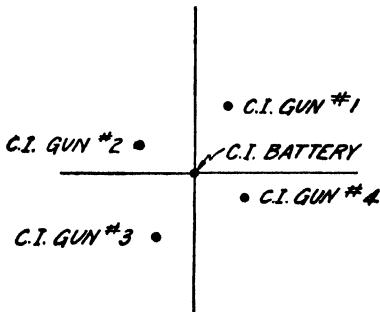 C.I. GUN #1
C.I. GUN #2
C.I. BATTERY
C.I. GUN #4
C.I. GUN #3